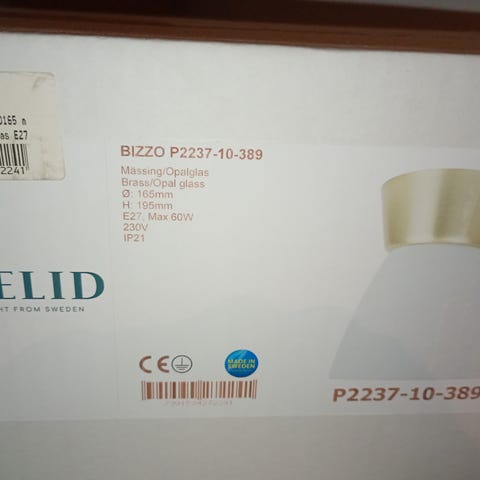 0165 n
as E27
2241
BIZZO P2237-10-389
Mässing/Opalglas
Brass/Opal glass
Ø: 165mm
H: 195mm
E27, Max 60W
230V
IP21
ELID
HT FROM SWEDEN
CE
MADE IN
SWEDEN
P2237-10-389